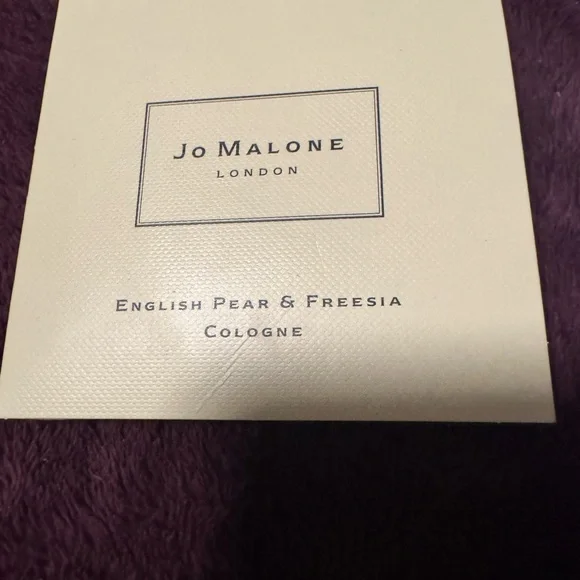 Jo Malone
London
English Pear & Freesia
Cologne